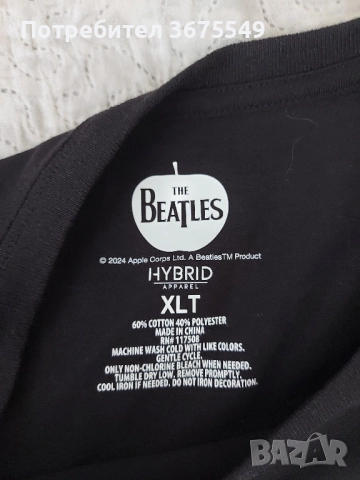 Потребител 3675549
THE
BEATLES
© 2024 Apple Corps Ltd. A Beatles™ Product
HYBRID
APPAREL
XLT
60% COTTON 40% POLYESTER
MADE IN CHINA
RN# 117508
MACHINE WASH COLD WITH LIKE COLORS.
GENTLE CYCLE.
ONLY NON-CHLORINE BLEACH WHEN NEEDED.
TUMBLE DRY LOW. REMOVE PROMPTLY.
COOL IRON IF NEEDED. DO NOT IRON DECORATION.
BAZAR
bg